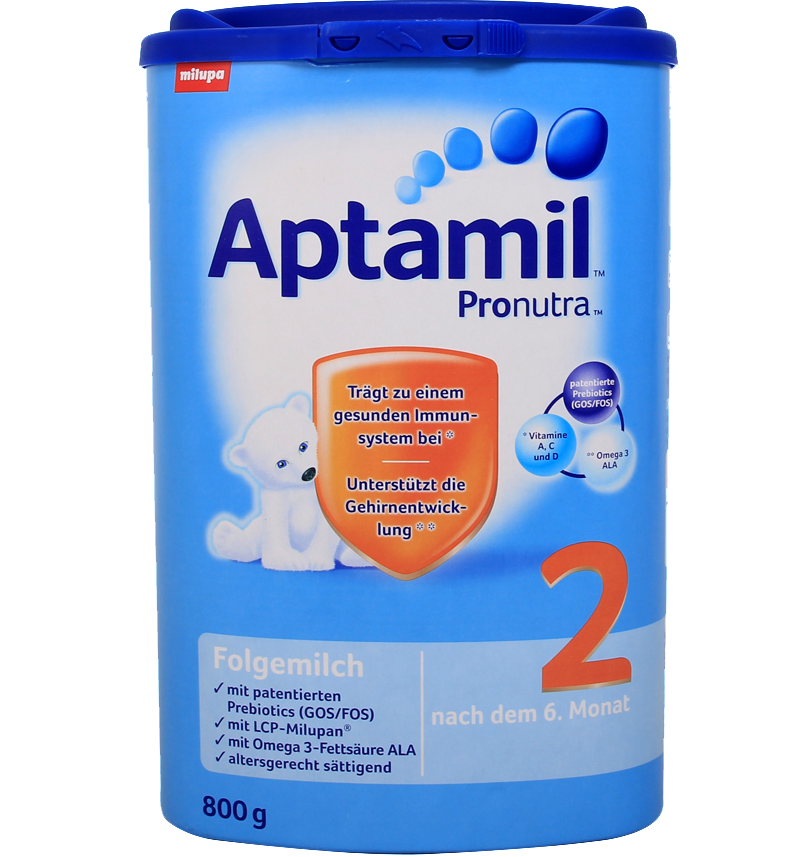 milupa
Aptamil™
Pronutra™
Trägt zu einem
gesunden Immun-
system bei*
Unterstützt die
Gehirnentwick-
lung**
patentierte
Prebiotics
(GOS/FOS)
*Vitamine
A, C
und D
**Omega 3
ALA
2
nach dem 6. Monat
Folgemilch
✓ mit patentierten
Prebiotics (GOS/FOS)
✓ mit LCP-Milupan®
✓ mit Omega 3-Fettsäure ALA
✓ altersgerecht sättigend
800 g